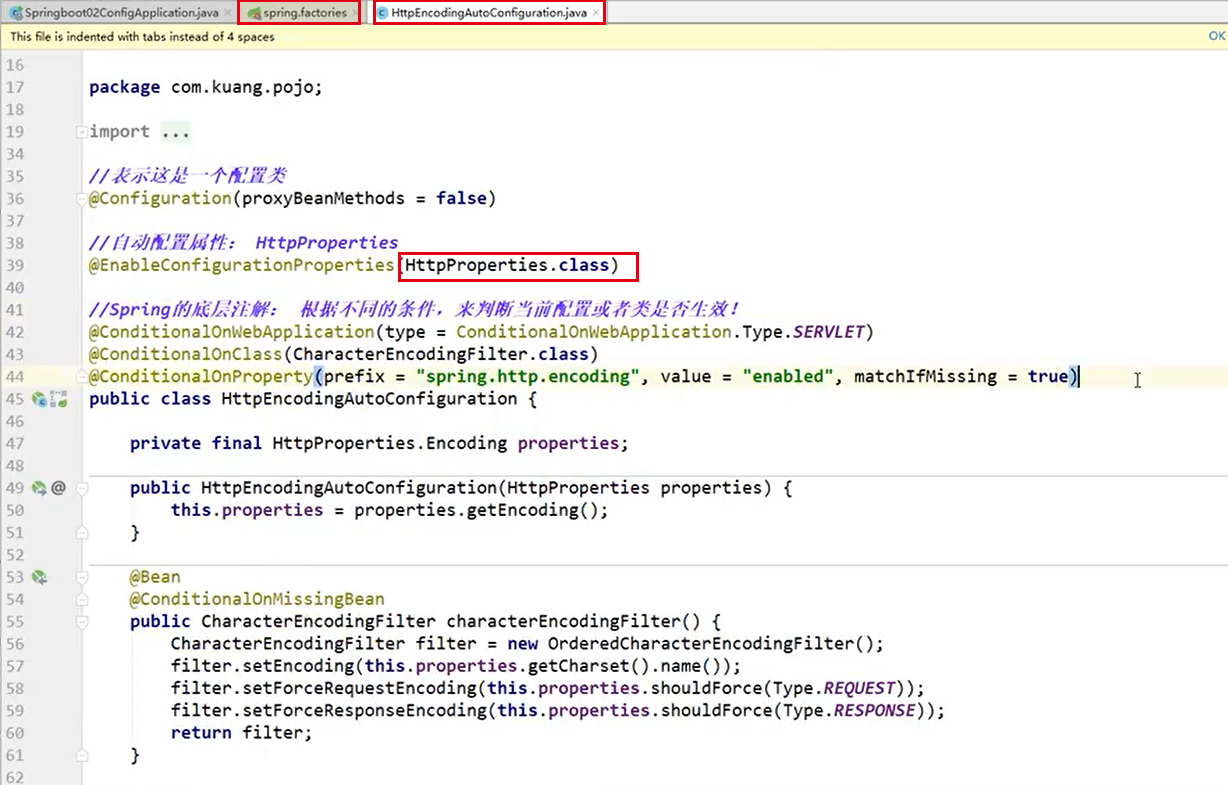 Springboot02ConfigApplication.java spring.factories HttpEncodingAutoConfiguration.java
This file is indented with tabs instead of 4 spaces OK
16
17 package com.kuang.pojo;
18
19 import ...
34
35 //表示这是一个配置类
36 @Configuration(proxyBeanMethods = false)
37
38 //自动配置属性： HttpProperties
39 @EnableConfigurationProperties(HttpProperties.class)
40
41 //Spring的底层注解： 根据不同的条件，来判断当前配置或者类是否生效！
42 @ConditionalOnWebApplication(type = ConditionalOnWebApplication.Type.SERVLET)
43 @ConditionalOnClass(CharacterEncodingFilter.class)
44 @ConditionalOnProperty(prefix = "spring.http.encoding", value = "enabled", matchIfMissing = true)
45 public class HttpEncodingAutoConfiguration {
46
47 private final HttpProperties.Encoding properties;
48
49 @ public HttpEncodingAutoConfiguration(HttpProperties properties) {
50 this.properties = properties.getEncoding();
51 }
52
53 @Bean
54 @ConditionalOnMissingBean
55 public CharacterEncodingFilter characterEncodingFilter() {
56 CharacterEncodingFilter filter = new OrderedCharacterEncodingFilter();
57 filter.setEncoding(this.properties.getCharset().name());
58 filter.setForceRequestEncoding(this.properties.shouldForce(Type.REQUEST));
59 filter.setForceResponseEncoding(this.properties.shouldForce(Type.RESPONSE));
60 return filter;
61 }
62